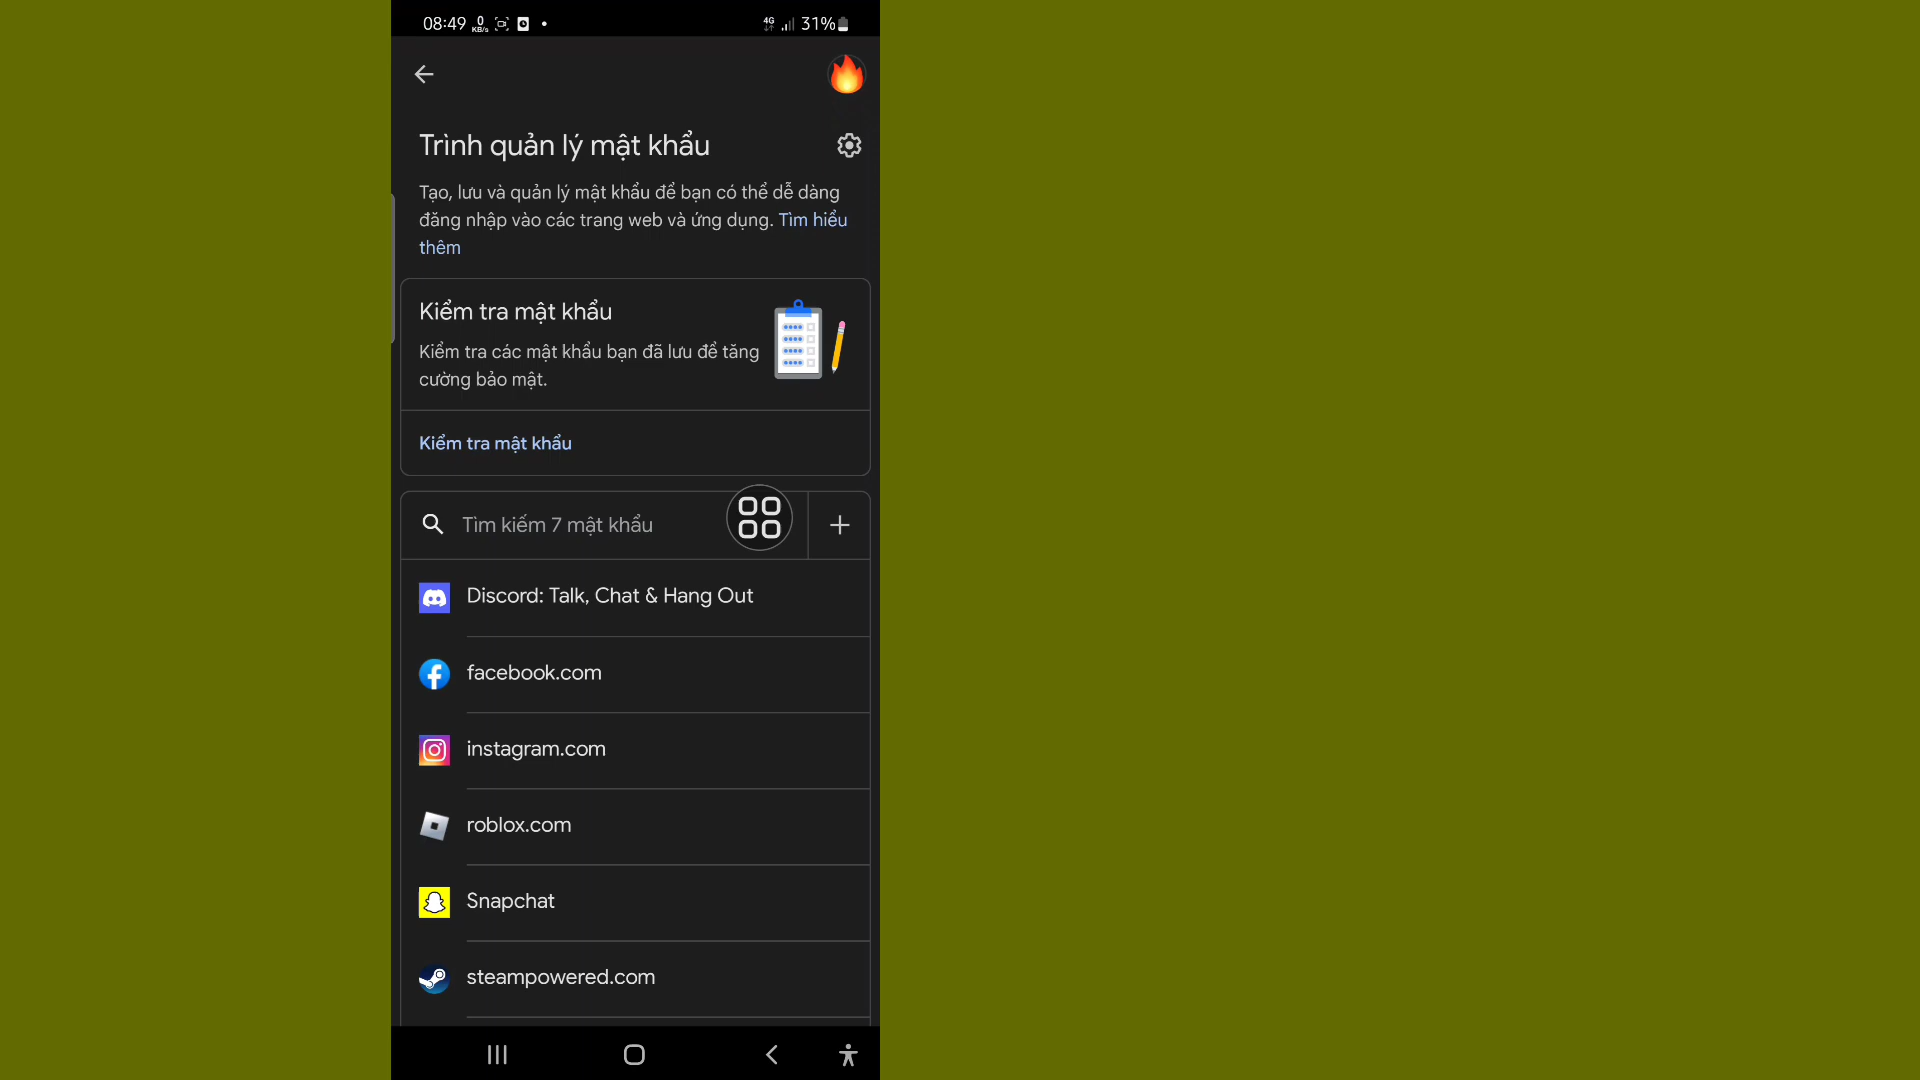 08:49 0 KB/s 4G 31%
Trình quản lý mật khẩu
Tạo, lưu và quản lý mật khẩu để bạn có thể dễ dàng
đăng nhập vào các trang web và ứng dụng. Tìm hiểu
thêm
Kiểm tra mật khẩu
Kiểm tra các mật khẩu bạn đã lưu để tăng
cường bảo mật.
Kiểm tra mật khẩu
Tìm kiếm 7 mật khẩu
Discord: Talk, Chat & Hang Out
facebook.com
instagram.com
roblox.com
Snapchat
steampowered.com